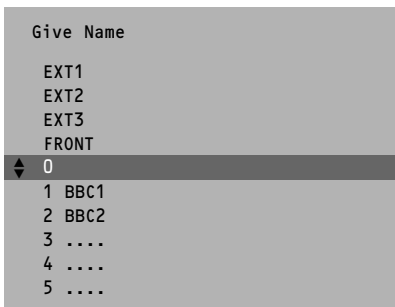 Give Name
EXT1
EXT2
EXT3
FRONT
0
1 BBC1
2 BBC2
3 ....
4 ....
5 ....